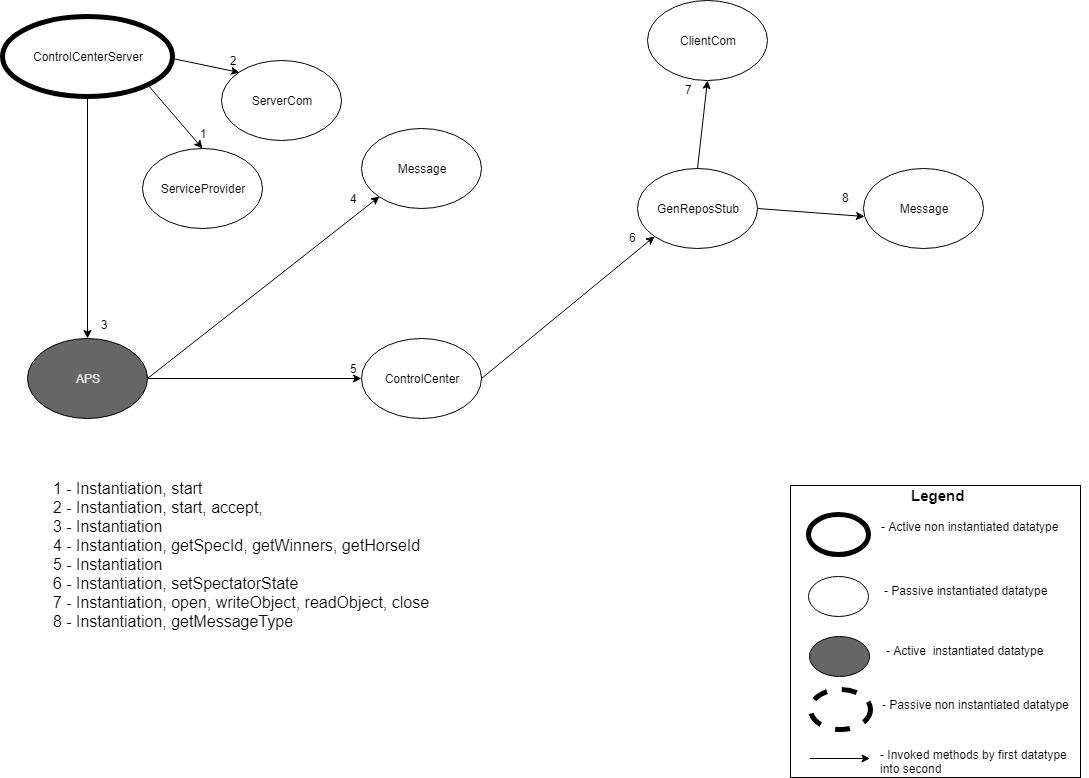 ControlCenterServer
2
ServerCom
1
ServiceProvider
Message
4
ClientCom
7
GenReposStub
8
Message
6
3
APS
5
ControlCenter
1 - Instantiation, start
2 - Instantiation, start, accept,
3 - Instantiation
4 - Instantiation, getSpecId, getWinners, getHorseId
5 - Instantiation
6 - Instantiation, setSpectatorState
7 - Instantiation, open, writeObject, readObject, close
8 - Instantiation, getMessageType
Legend
- Active non instantiated datatype
- Passive instantiated datatype
- Active  instantiated datatype
- Passive non instantiated datatype
- Invoked methods by first datatype
into second